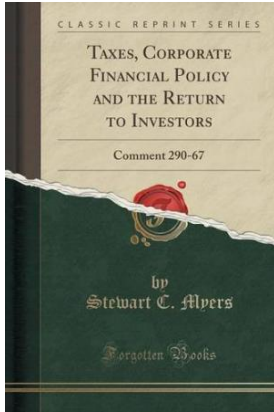 CLASSIC REPRINT SERIES
TAXES, CORPORATE
FINANCIAL POLICY
AND THE RETURN
TO INVESTORS
Comment 290-67
by
Stewart C. Myers
Forgotten Books